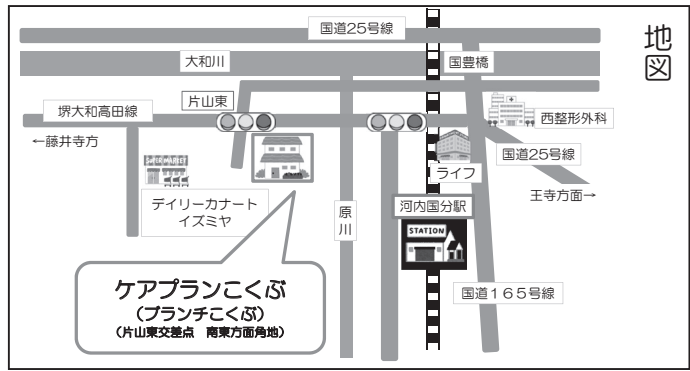 地図
国道25号線
大和川
国豊橋
片山東
堺大和高田線
西整形外科
←藤井寺方
国道25号線
SUPER MARKET
ライフ
王寺方面→
デイリーカナート
イズミヤ
原川
河内国分駅
STATION
ケアプランこくぶ
(ブランチこくぶ)
(片山東交差点　南東方面角地)
国道165号線